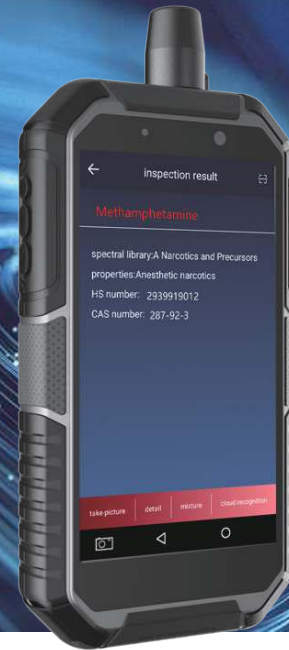 inspection result
Methamphetamine
spectral library:A Narcotics and Precursors
properties:Anesthetic narcotics
HS number: 2939919012
CAS number: 287-92-3
take picture
detail
mixture
cloud recognition